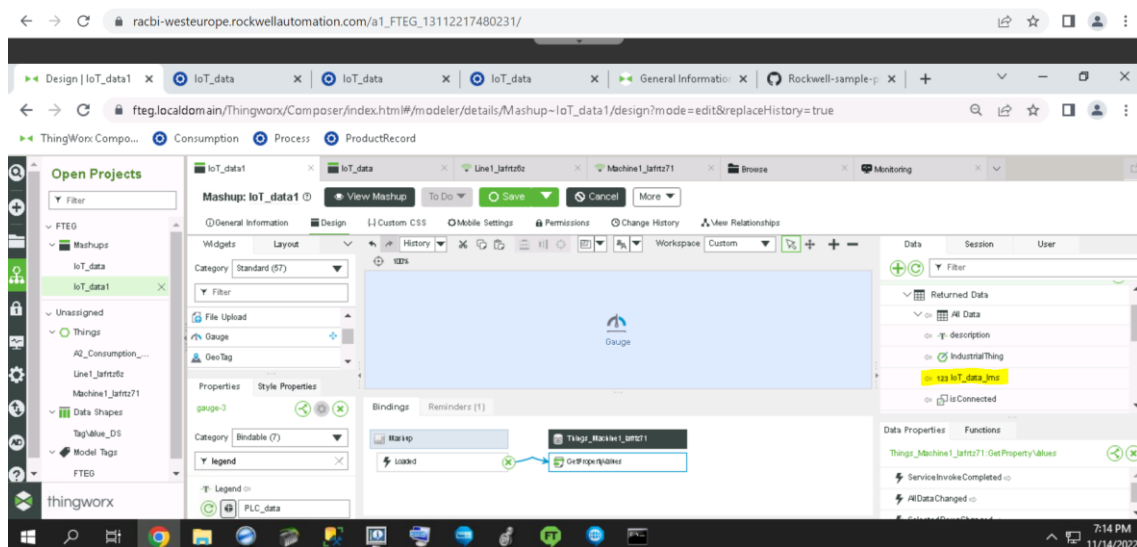 racbi-westeurope.rockwellautomation.com/a1_FTEG_13112217480231/
Design | IoT_data1
IoT_data
IoT_data
IoT_data
General Information
Rockwell-sample-p
fteg.localdomain/Thingworx/Composer/index.html#/modeler/details/Mashup~IoT_data1/design?mode=edit&replaceHistory=true
ThingWorx Compo...
Consumption
Process
ProductRecord
Open Projects
IoT_data1
IoT_data
Line1_lafrtz6z
Machine1_lafrtz71
Browse
Monitoring
Filter
Mashup: IoT_data1
View Mashup
To Do
Save
Cancel
More
FTEG
General Information
Design
Custom CSS
Mobile Settings
Permissions
Change History
View Relationships
Mashups
Widgets
Layout
History
Workspace
Custom
Data
Session
User
IoT_data
Category
Standard (57)
100%
Filter
IoT_data1
Filter
Returned Data
Unassigned
File Upload
All Data
Things
Gauge
Gauge
description
A2_Consumption_...
GeoTag
IndustrialThing
Line1_lafrtz6z
Properties
Style Properties
123 IoT_data_lms
Machine1_lafrtz71
gauge-3
Bindings
Reminders (1)
isConnected
Data Shapes
Category
Bindable (7)
Mashup
Things_Machine1_lafrtz71
Data Properties
Functions
TagValue_DS
legend
Loaded
GetPropertyValues
Things_Machine1_lafrtz71: GetPropertyValues
Model Tags
Legend
ServiceInvokeCompleted
FTEG
PLC_data
AllDataChanged
thingworx
7:14 PM
11/14/2022